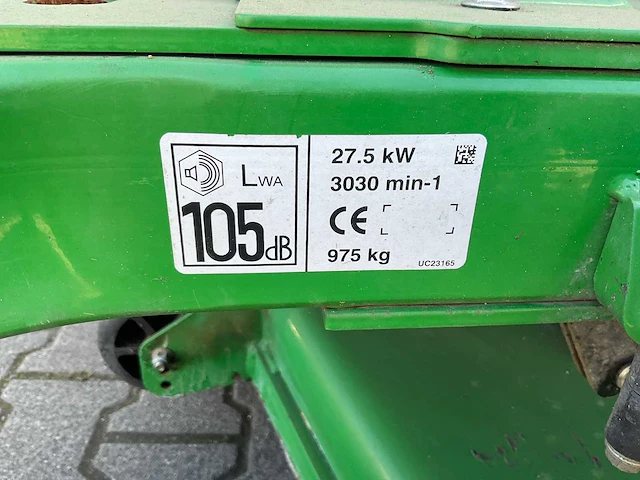 LWA
105dB
27.5 kW
3030 min-1
CE
975 kg
UC23165